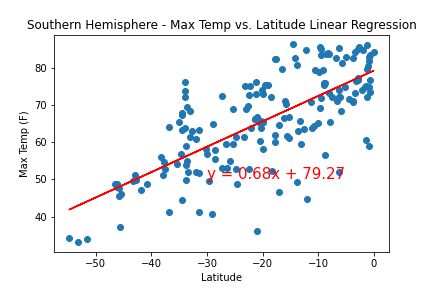 Southern Hemisphere - Max Temp vs. Latitude Linear Regression
Max Temp (F)
80
70
60
50
40
y = 0.68x + 79.27
−50
−40
−30
−20
−10
0
Latitude